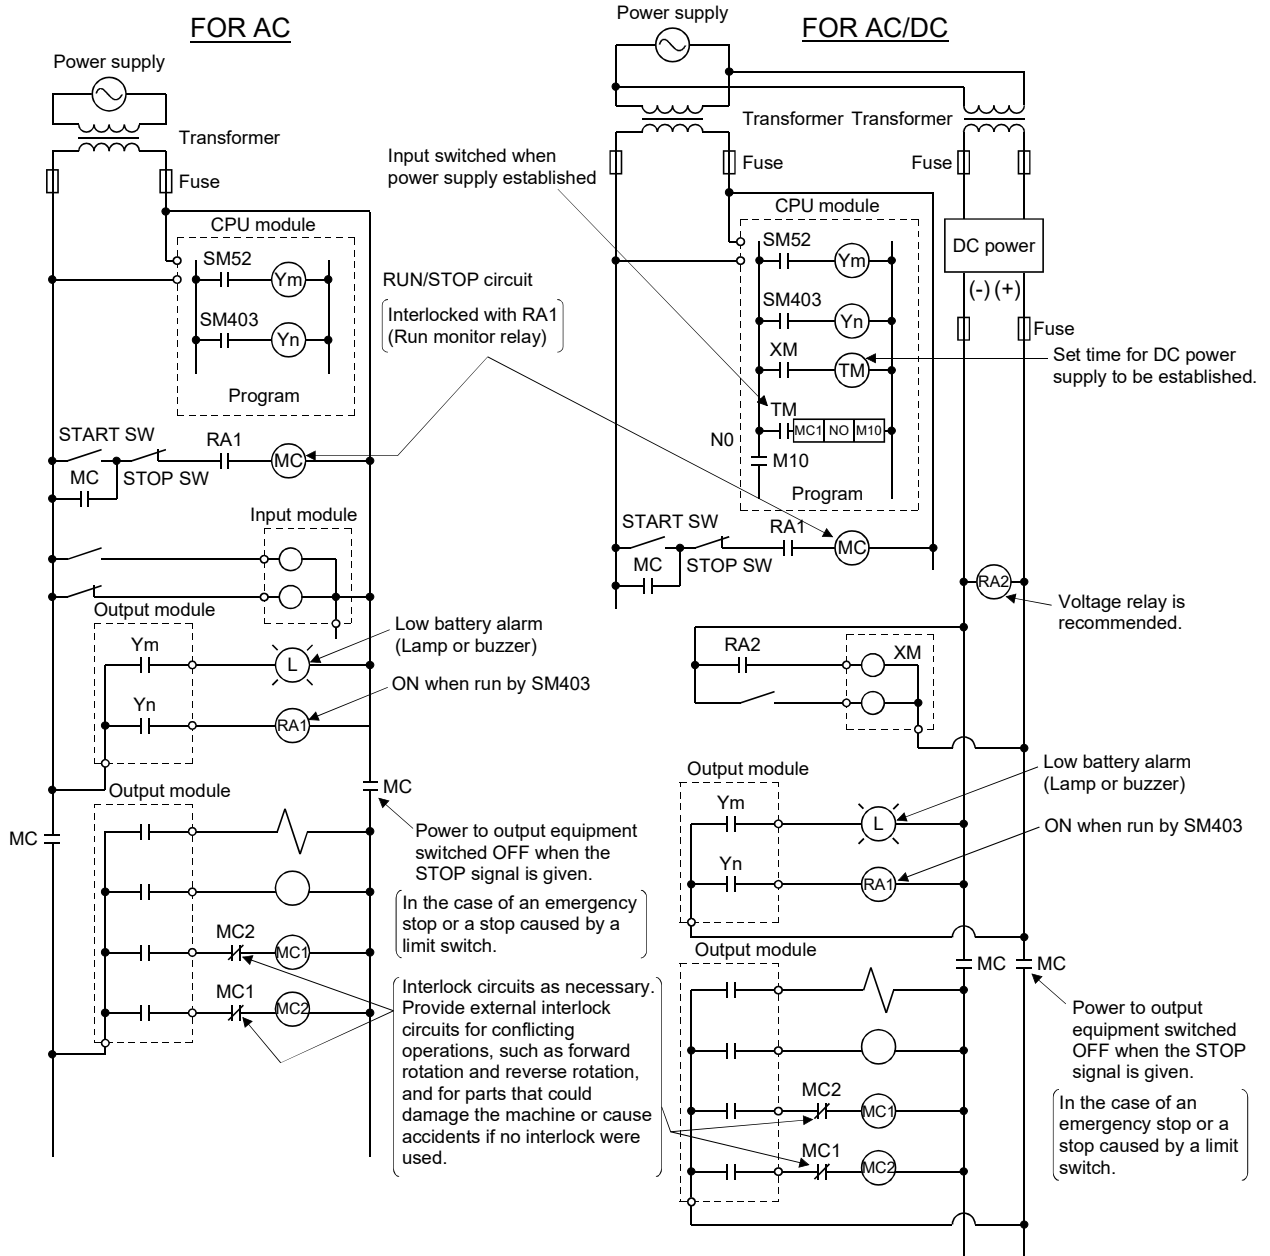 FOR AC
Power supply
Transformer
Fuse
CPU module
SM52
Ym
SM403
Yn
Program
START SW
RA1
MC
MC
STOP SW
Input module
Output module
Ym
L
Yn
RA1
MC
Output module
MC
MC2
MC1
MC1
MC2
RUN/STOP circuit
Interlocked with RA1
(Run monitor relay)
Low battery alarm
(Lamp or buzzer)
ON when run by SM403
Power to output equipment
switched OFF when the
STOP signal is given.
In the case of an emergency
stop or a stop caused by a
limit switch.
Interlock circuits as necessary.
Provide external interlock
circuits for conflicting
operations, such as forward
rotation and reverse rotation,
and for parts that could
damage the machine or cause
accidents if no interlock were
used.
FOR AC/DC
Power supply
Transformer
Transformer
Input switched when
power supply established
Fuse
Fuse
CPU module
SM52
Ym
SM403
Yn
XM
TM
TM
MC1
NO
M10
N0
M10
Program
DC power
(-)
(+)
Fuse
Set time for DC power
supply to be established.
START SW
RA1
MC
MC
STOP SW
RA2
Voltage relay is
recommended.
RA2
XM
Output module
Ym
L
Yn
RA1
Low battery alarm
(Lamp or buzzer)
ON when run by SM403
Output module
MC
MC
MC2
MC1
MC1
MC2
Power to output
equipment switched
OFF when the STOP
signal is given.
In the case of an
emergency stop or a
stop caused by a limit
switch.